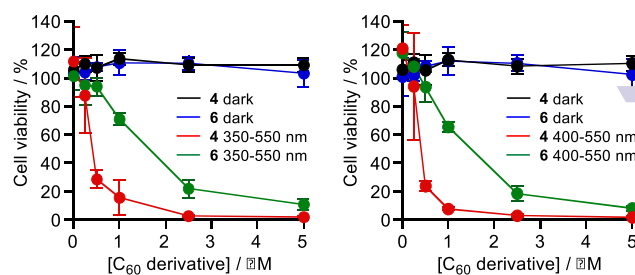 140
120
100
80
60
40
20
0
Cell viability / %
4 dark
6 dark
4 350-550 nm
6 350-550 nm
0 1 2 3 4 5
[C60 derivative] / M
140
120
100
80
60
40
20
0
Cell viability / %
4 dark
6 dark
4 400-550 nm
6 400-550 nm
0 1 2 3 4 5
[C60 derivative] / M